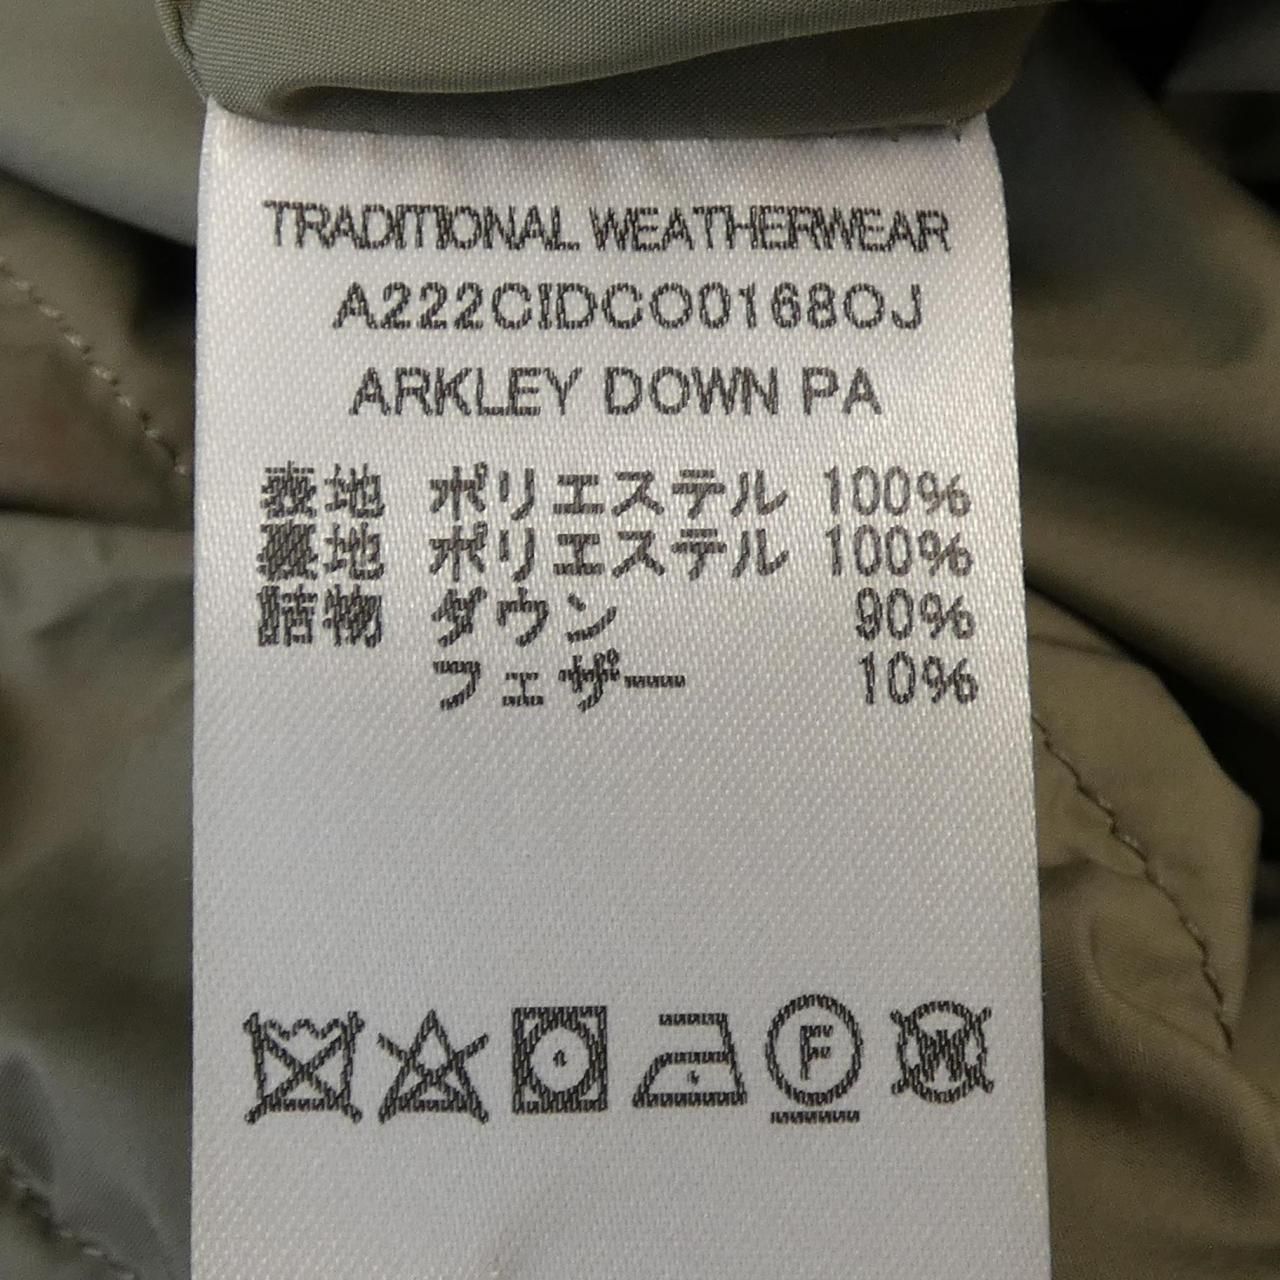 TRADITIONAL WEATHERWEAR
A222CIDCO0168OJ
ARKLEY DOWN PA
表地 ポリエステル 100%
裏地 ポリエステル 100%
詰物 ダウン 90%
フェザー 10%
F W